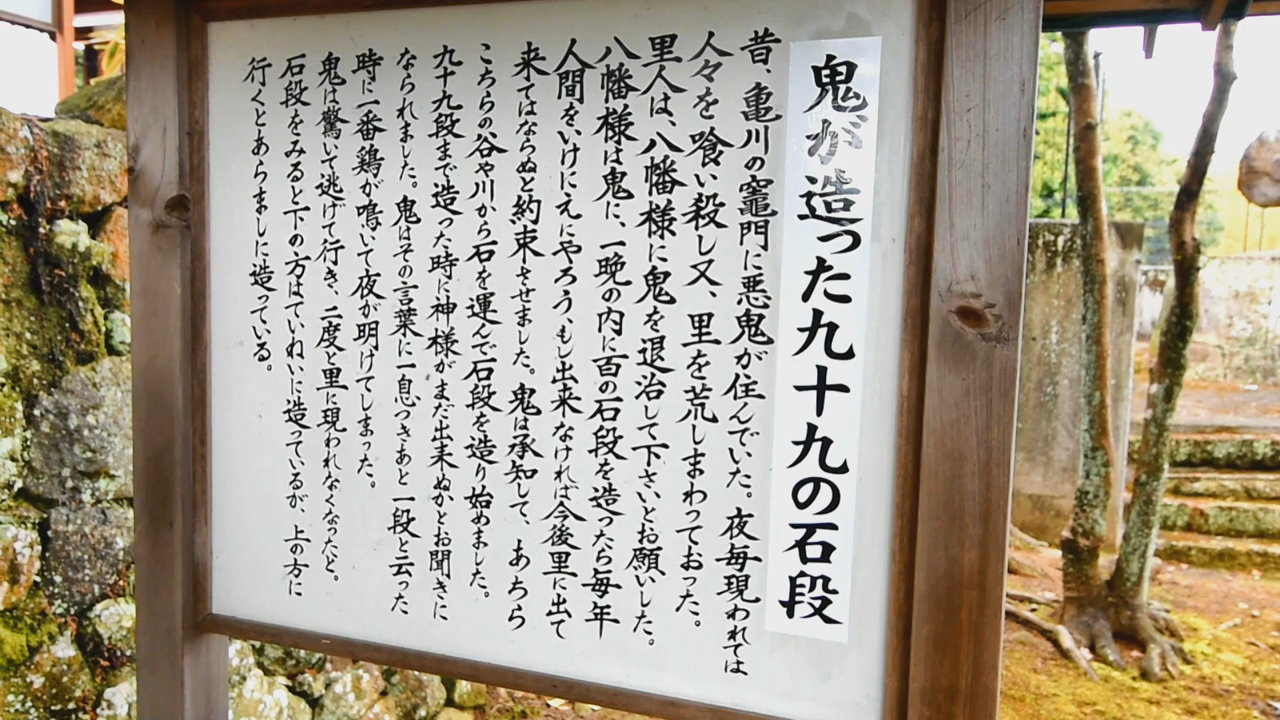 鬼が造った九十九の石段
昔、亀川の竈門に悪鬼が住んでいた。夜毎現われては
人々を喰い殺し又、里を荒しまわっておった。
里人は、八幡様に鬼を退治して下さいとお願いした。
八幡様は鬼に、一晩の内に百の石段を造ったら毎年
人間をいけにえにやろう、もし出来なければ今後里に出て
来てはならぬと約束させました。鬼は承知して、あちら
こちらの谷や川から石を運んで石段を造り始めました。
九十九段まで造った時に神様がまだ出来ぬかとお聞きに
なられました。鬼はその言葉に一息つきあと一段と云った
時に一番鶏が鳴いて夜が明けてしまった。
鬼は驚いて逃げて行き、二度と里に現われなくなったと。
石段をみると下の方はていねいに造っているが、上の方に
行くとあらましに造っている。